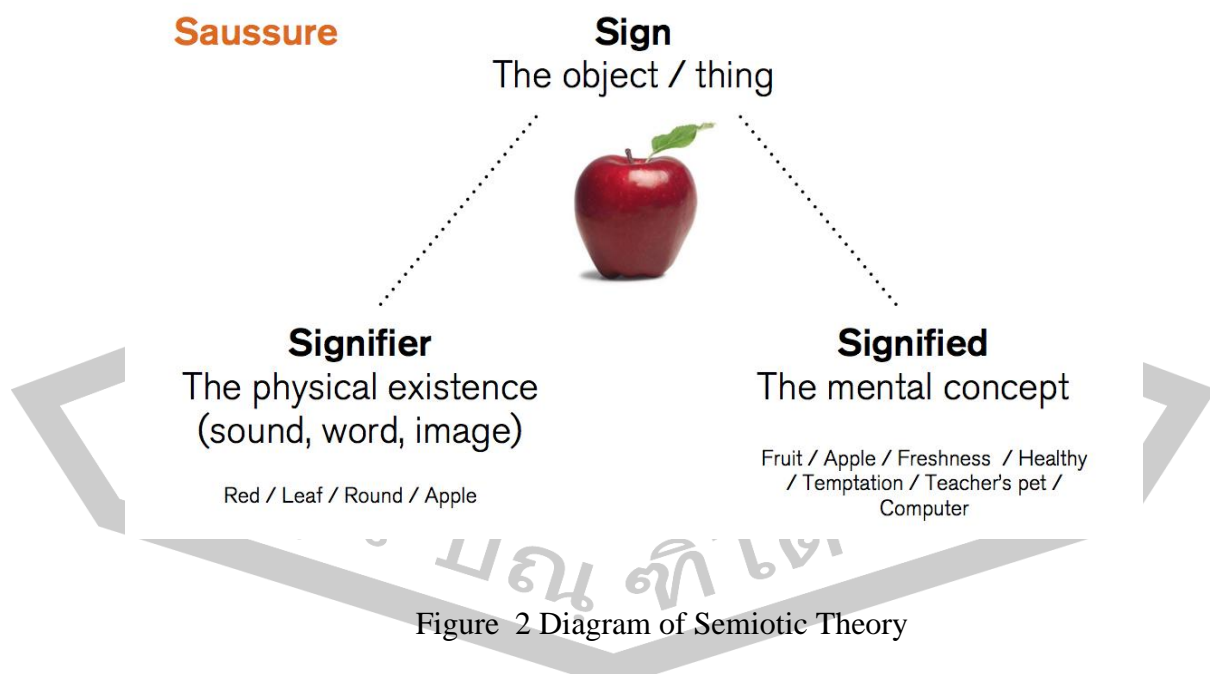 Saussure
Sign
The object / thing
Signifier
The physical existence
(sound, word, image)
Red / Leaf / Round / Apple
Signified
The mental concept
Fruit / Apple / Freshness / Healthy
/ Temptation / Teacher's pet /
Computer
Figure 2 Diagram of Semiotic Theory